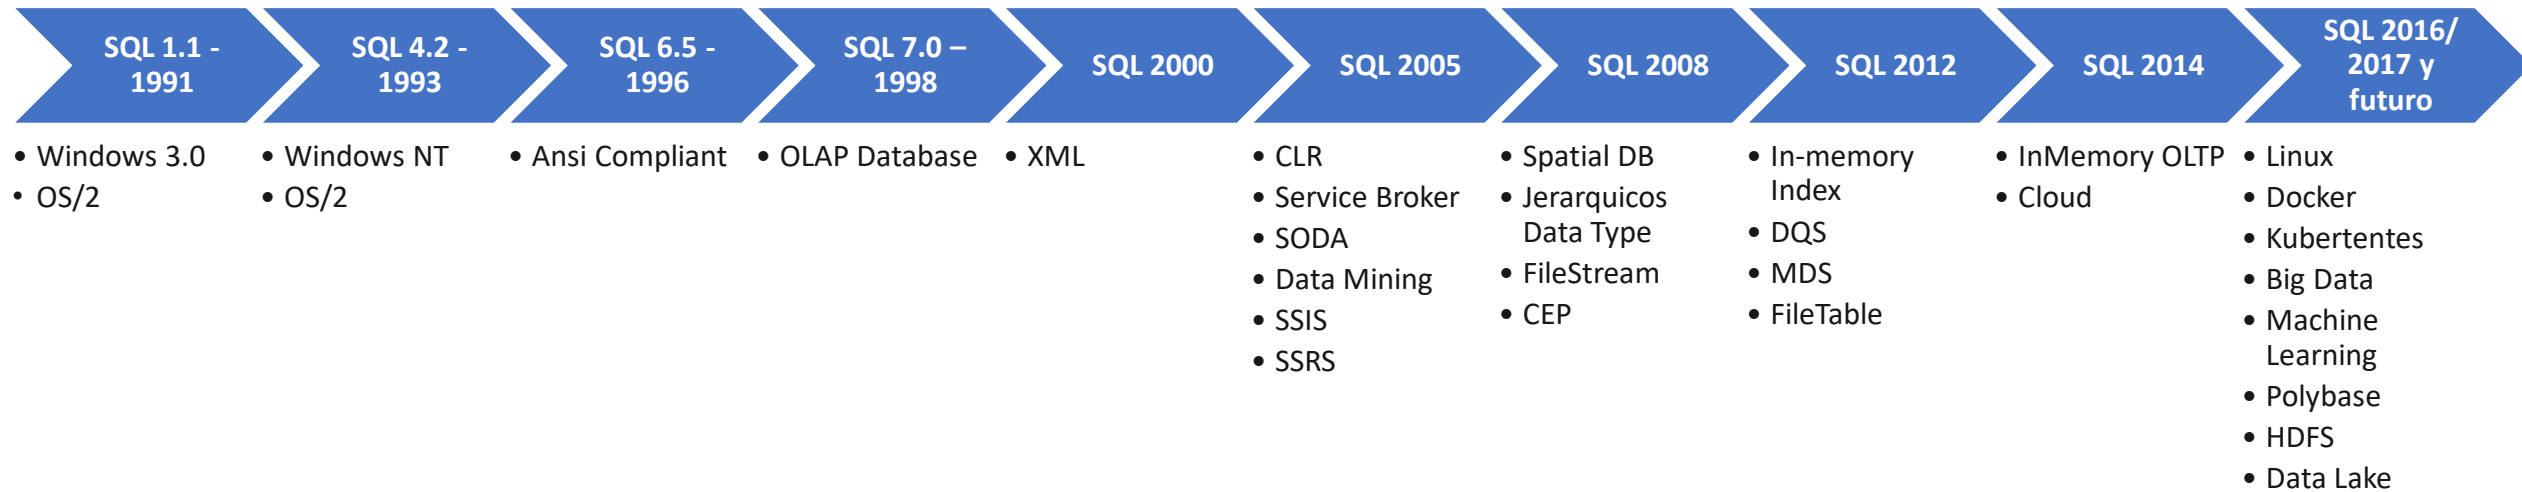 SQL 1.1 -
1991
SQL 4.2 -
1993
SQL 6.5 -
1996
SQL 7.0 –
1998
SQL 2000
SQL 2005
SQL 2008
SQL 2012
SQL 2014
SQL 2016/
2017 y
futuro
• Windows 3.0
• OS/2
• Windows NT
• OS/2
• Ansi Compliant
• OLAP Database
• XML
• CLR
• Service Broker
• SODA
• Data Mining
• SSIS
• SSRS
• Spatial DB
• Jerarquicos
Data Type
• FileStream
• CEP
• In-memory
Index
• DQS
• MDS
• FileTable
• InMemory OLTP
• Cloud
• Linux
• Docker
• Kubertentes
• Big Data
• Machine
Learning
• Polybase
• HDFS
• Data Lake